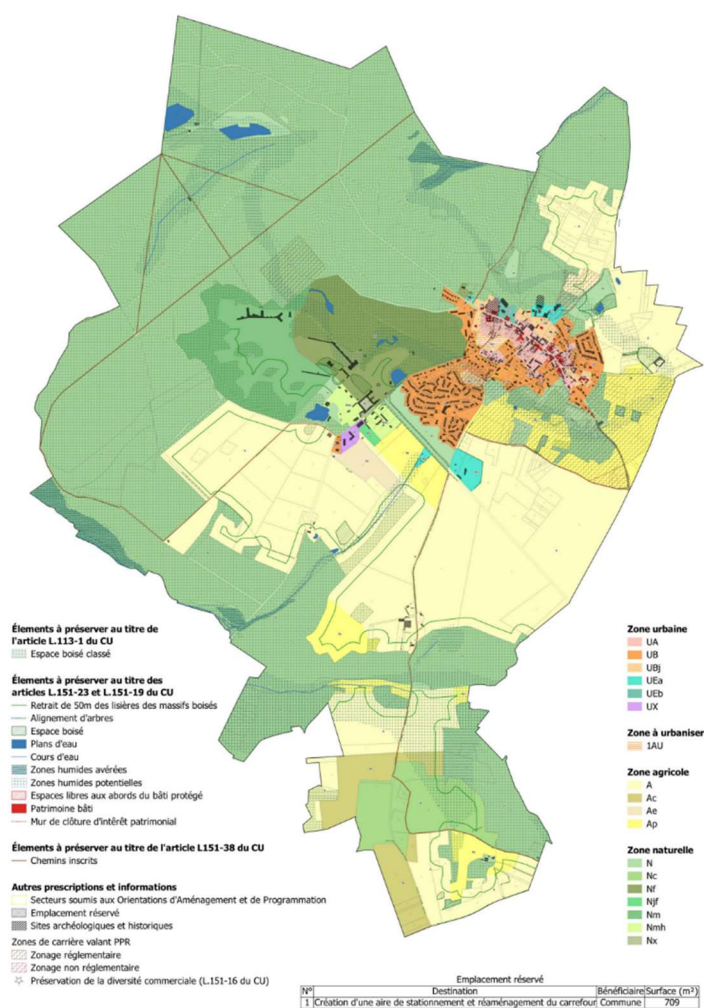 Élements à préserver au titre de
l'article L.113-1 du CU
Espace boisé classé
Élements à préserver au titre des
articles L.151-23 et L.151-19 du CU
Retrait de 50m des lisières des massifs boisés
Alignement d'arbres
Espace boisé
Plans d'eau
Cours d'eau
Zones humides avérées
Zones humides potentielles
Espaces libres aux abords du bâti protégé
Patrimoine bâti
Mur de clôture d'intérêt patrimonial
Élements à préserver au titre de l'article L151-38 du CU
Chemins inscrits
Autres prescriptions et informations
Secteurs soumis aux Orientations d'Aménagement et de Programmation
Emplacement réservé
Sites archéologiques et historiques
Zones de carrière valant PPR
Zonage réglementaire
Zonage non réglementaire
Préservation de la diversité commerciale (L.151-16 du CU)
Zone urbaine
UA
UB
UBj
UEa
UEb
UX
Zone à urbaniser
1AU
Zone agricole
A
Ac
Ae
Ap
Zone naturelle
N
Nc
Nf
Njf
Nm
Nmh
Nx
Emplacement réservé
N° Destination Bénéficiaire Surface (m²)
1 Création d'une aire de stationnement et réaménagement du carrefour Commune 709